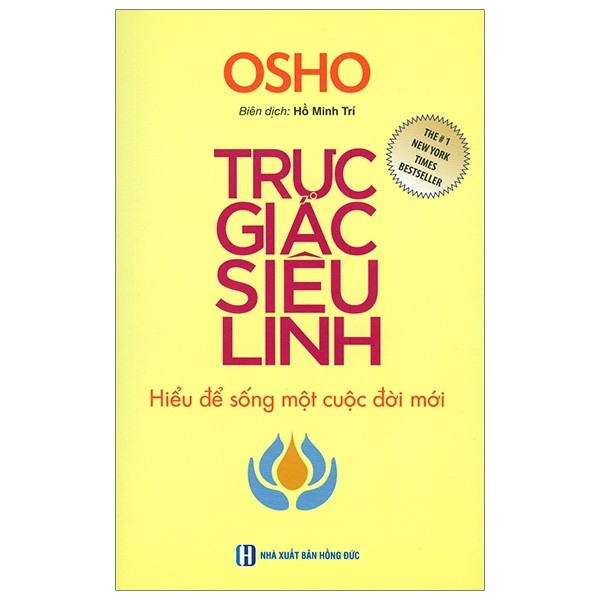 OSHO
Biên dịch: Hồ Minh Trí
THE # 1
NEW YORK
TIMES
BESTSELLER
TRỰC
GIÁC
SIÊU
LINH
Hiểu để sống một cuộc đời mới
H NHÀ XUẤT BẢN HỒNG ĐỨC